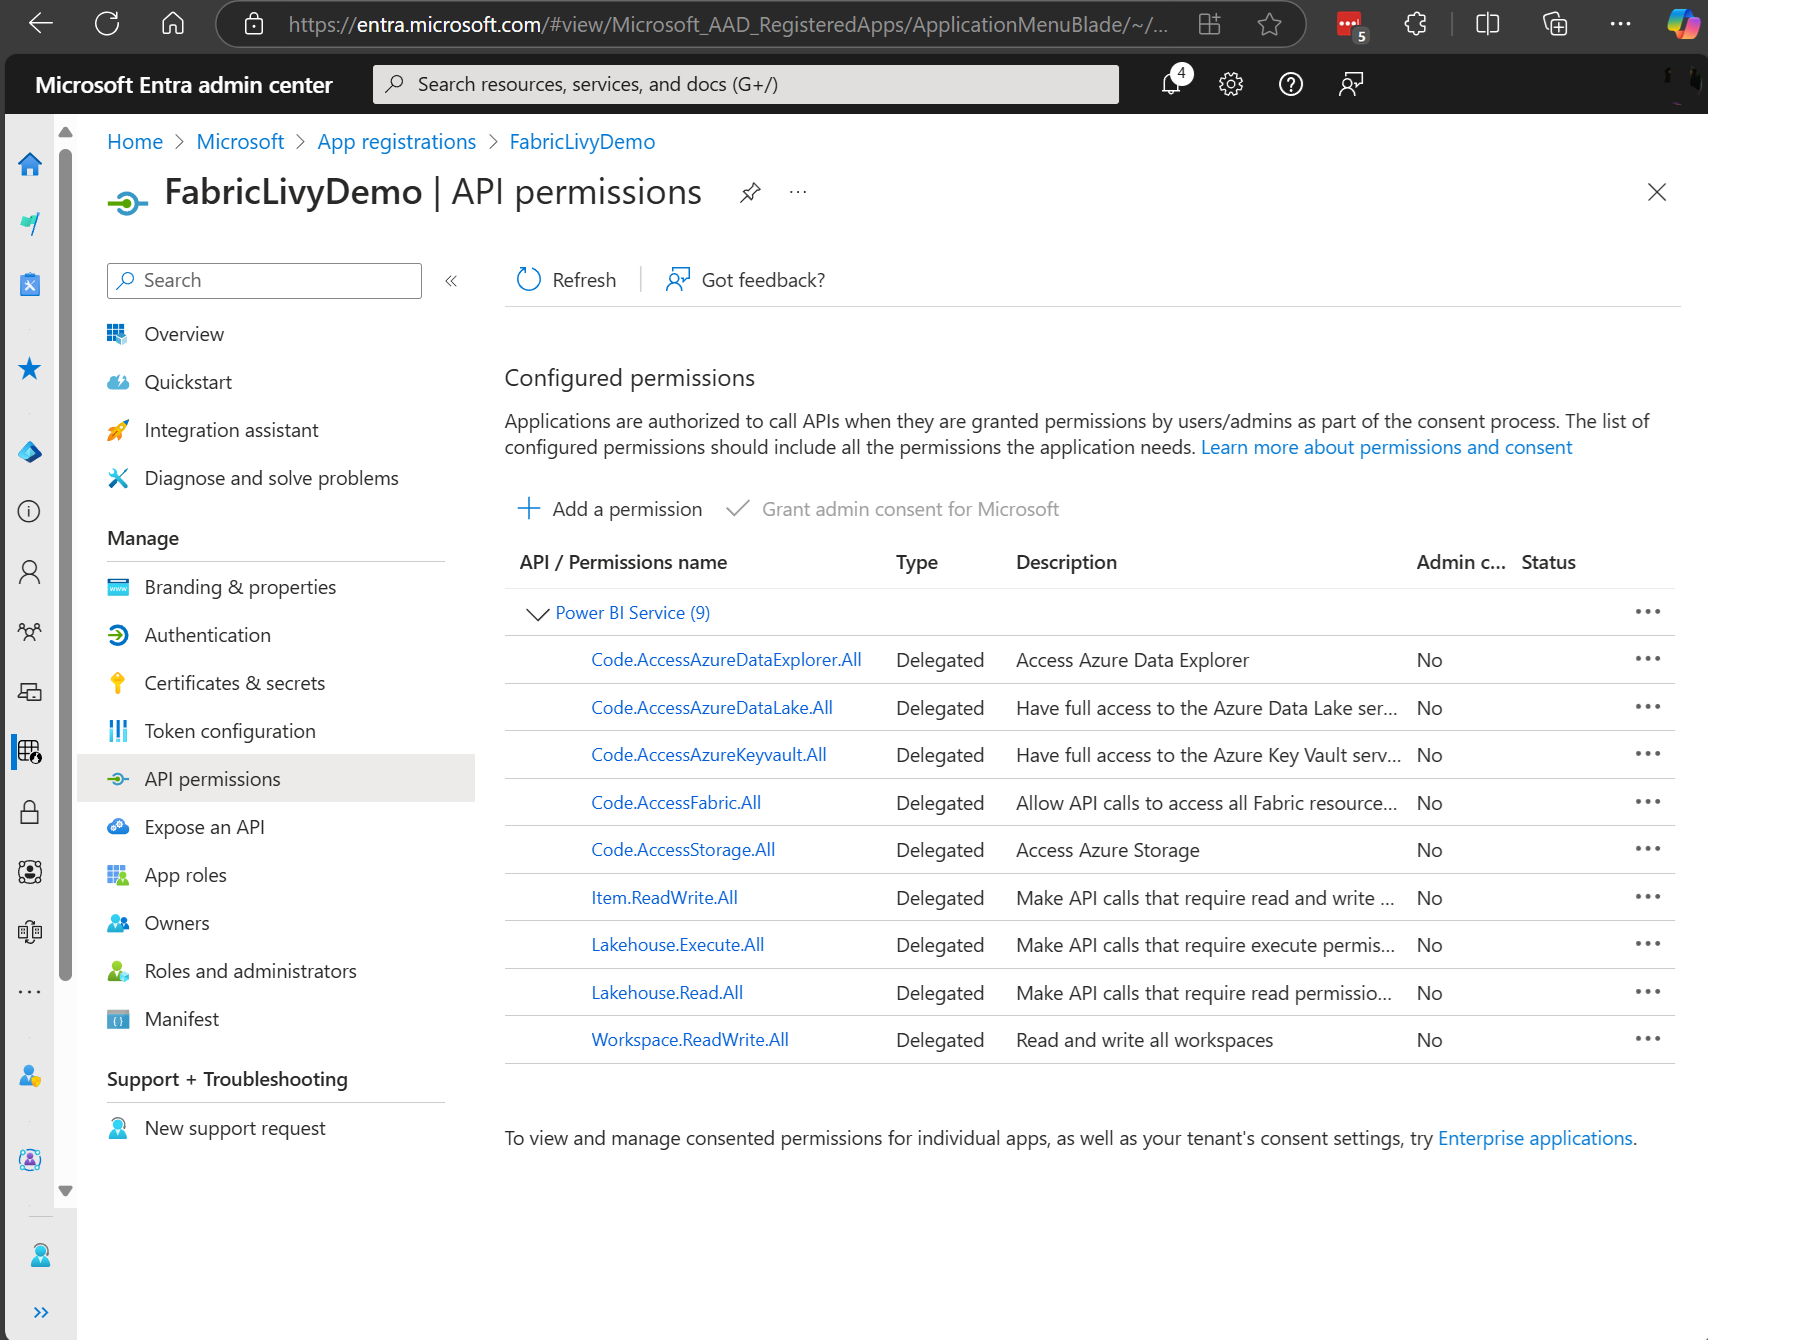 https://entra.microsoft.com/#view/Microsoft_AAD_RegisteredApps/ApplicationMenuBlade/~/...
5
Microsoft Entra admin center
Search resources, services, and docs (G+/)
4
Home > Microsoft > App registrations > FabricLivyDemo
FabricLivyDemo | API permissions
Search
Refresh
Got feedback?
Overview
Quickstart
Integration assistant
Diagnose and solve problems
Manage
Branding & properties
Authentication
Certificates & secrets
Token configuration
API permissions
Expose an API
App roles
Owners
Roles and administrators
Manifest
Support + Troubleshooting
New support request
Configured permissions
Applications are authorized to call APIs when they are granted permissions by users/admins as part of the consent process. The list of
configured permissions should include all the permissions the application needs. Learn more about permissions and consent
Add a permission
Grant admin consent for Microsoft
API / Permissions name Type Description Admin c... Status
Power BI Service (9)
Code.AccessAzureDataExplorer.All Delegated Access Azure Data Explorer No
Code.AccessAzureDataLake.All Delegated Have full access to the Azure Data Lake ser... No
Code.AccessAzureKeyvault.All Delegated Have full access to the Azure Key Vault serv... No
Code.AccessFabric.All Delegated Allow API calls to access all Fabric resource... No
Code.AccessStorage.All Delegated Access Azure Storage No
Item.ReadWrite.All Delegated Make API calls that require read and write ... No
Lakehouse.Execute.All Delegated Make API calls that require execute permis... No
Lakehouse.Read.All Delegated Make API calls that require read permissio... No
Workspace.ReadWrite.All Delegated Read and write all workspaces No
To view and manage consented permissions for individual apps, as well as your tenant's consent settings, try Enterprise applications.